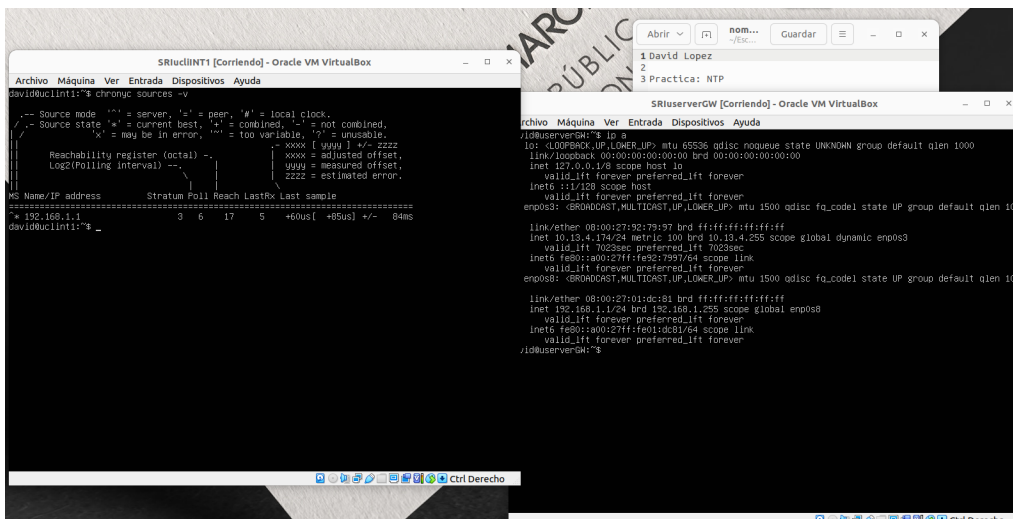 ARO
PÚBLIC
Abrir
nom...
~/Esc...
Guardar
1 David Lopez
2
3 Practica: NTP
SRIucliINT1 [Corriendo] - Oracle VM VirtualBox
Archivo Máquina Ver Entrada Dispositivos Ayuda
david@uclint1:~$ chronyc sources -v
.-- Source mode '^' = server, '=' = peer, '#' = local clock.
/ .- Source state '*' = current best, '+' = combined, '-' = not combined,
| / 'x' = may be in error, '~' = too variable, '?' = unusable.
|| .- xxxx [ yyyy ] +/- zzzz
|| Reachability register (octal) -. | xxxx = adjusted offset,
|| Log2(Polling interval) --. | | yyyy = measured offset,
|| \ | | zzzz = estimated error.
|| | | \
MS Name/IP address Stratum Poll Reach LastRx Last sample
===============================================================================
^* 192.168.1.1 3 6 17 5 +60us[ +85us] +/- 84ms
david@uclint1:~$ _
Ctrl Derecho
SRIuserverGW [Corriendo] - Oracle VM VirtualBox
rchivo Máquina Ver Entrada Dispositivos Ayuda
vid@userverGW:~$ ip a
lo: <LOOPBACK,UP,LOWER_UP> mtu 65536 qdisc noqueue state UNKNOWN group default qlen 1000
link/loopback 00:00:00:00:00:00 brd 00:00:00:00:00:00
inet 127.0.0.1/8 scope host lo
valid_lft forever preferred_lft forever
inet6 ::1/128 scope host
valid_lft forever preferred_lft forever
enp0s3: <BROADCAST,MULTICAST,UP,LOWER_UP> mtu 1500 qdisc fq_codel state UP group default qlen 10
link/ether 08:00:27:92:79:97 brd ff:ff:ff:ff:ff:ff
inet 10.13.4.174/24 metric 100 brd 10.13.4.255 scope global dynamic enp0s3
valid_lft 7023sec preferred_lft 7023sec
inet6 fe80::a00:27ff:fe92:7997/64 scope link
valid_lft forever preferred_lft forever
enp0s8: <BROADCAST,MULTICAST,UP,LOWER_UP> mtu 1500 qdisc fq_codel state UP group default qlen 10
link/ether 08:00:27:01:dc:81 brd ff:ff:ff:ff:ff:ff
inet 192.168.1.1/24 brd 192.168.1.255 scope global enp0s8
valid_lft forever preferred_lft forever
inet6 fe80::a00:27ff:fe01:dc81/64 scope link
valid_lft forever preferred_lft forever
vid@userverGW:~$